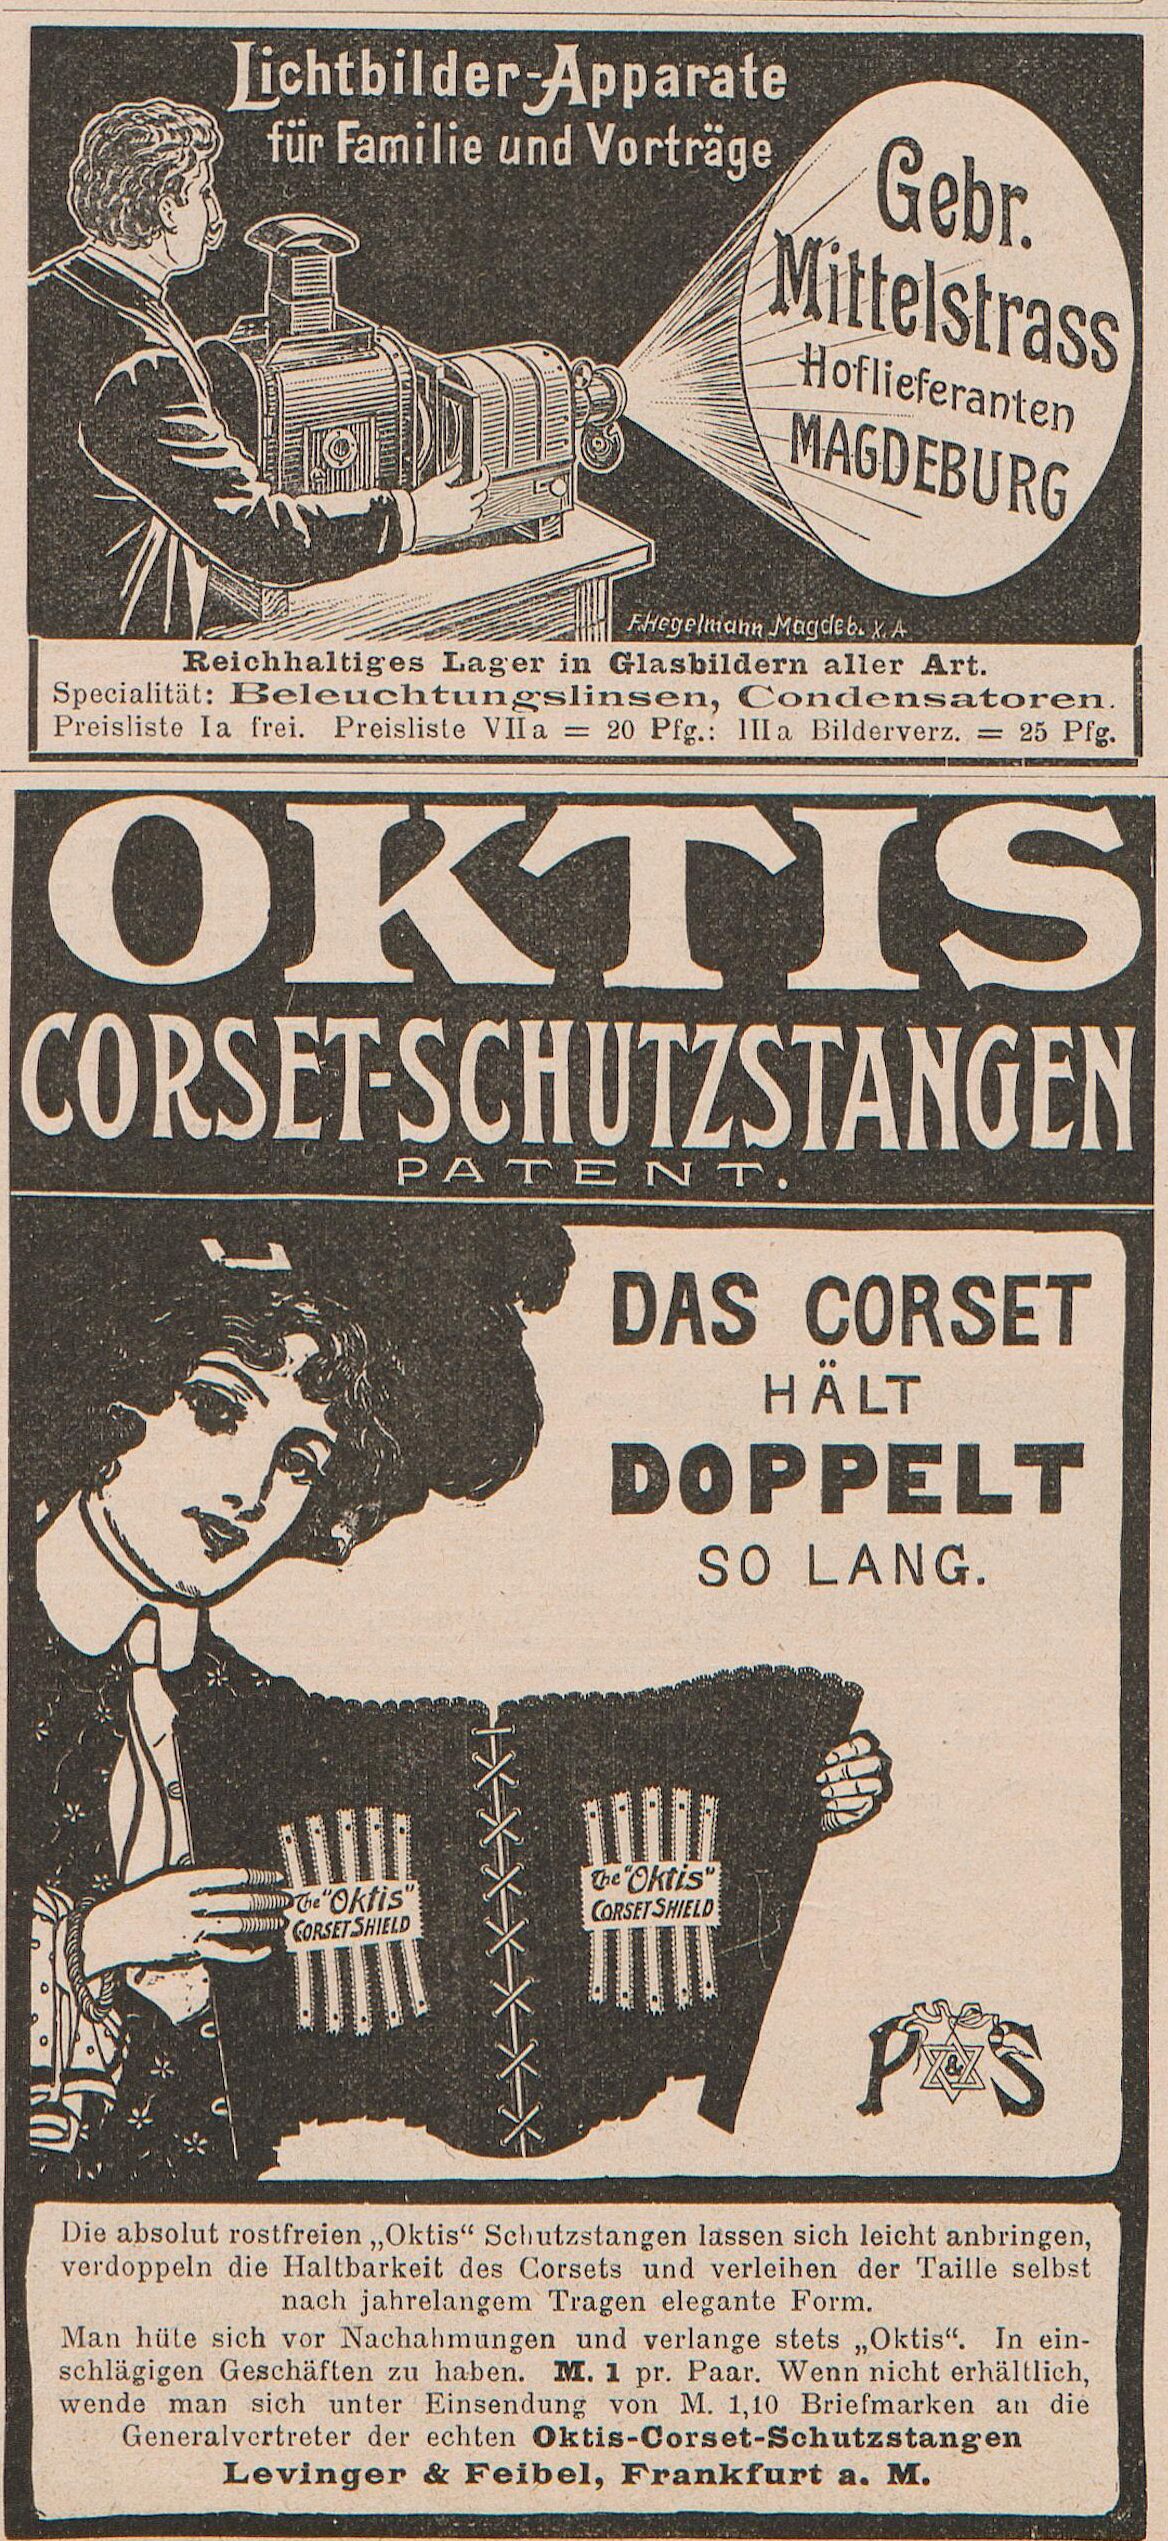 Lichtbilder-Apparate
für Familie und Vorträge
Gebr.
Mittelstrass
Hoflieferanten
MAGDEBURG
F. Hegelmann Magdeb. X. A
Reichhaltiges Lager in Glasbildern aller Art.
Specialität: Beleuchtungslinsen, Condensatoren.
Preisliste Ia frei. Preisliste VIIa = 20 Pfg.: IIIa Bilderverz. = 25 Pfg.
OKTIS
CORSET-SCHUTZSTANGEN
PATENT.
DAS CORSET
HÄLT
DOPPELT
SO LANG.
The "Oktis"
CORSET SHIELD
The "Oktis"
CORSET SHIELD
P & S
Die absolut rostfreien „Oktis“ Schutzstangen lassen sich leicht anbringen,
verdoppeln die Haltbarkeit des Corsets und verleihen der Taille selbst
nach jahrelangem Tragen elegante Form.
Man hüte sich vor Nachahmungen und verlange stets „Oktis“. In ein-
schlägigen Geschäften zu haben. M. 1 pr. Paar. Wenn nicht erhältlich,
wende man sich unter Einsendung von M. 1,10 Briefmarken an die
Generalvertreter der echten Oktis-Corset-Schutzstangen
Levinger & Feibel, Frankfurt a. M.